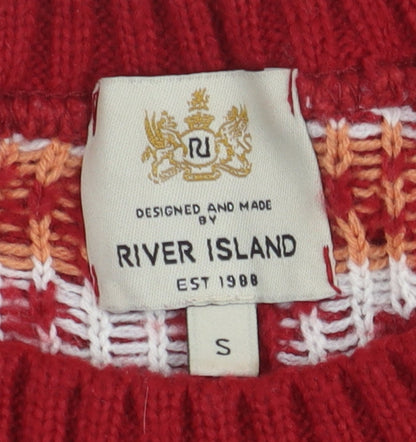 RI
DESIGNED AND MADE
BY
RIVER ISLAND
EST 1988
S